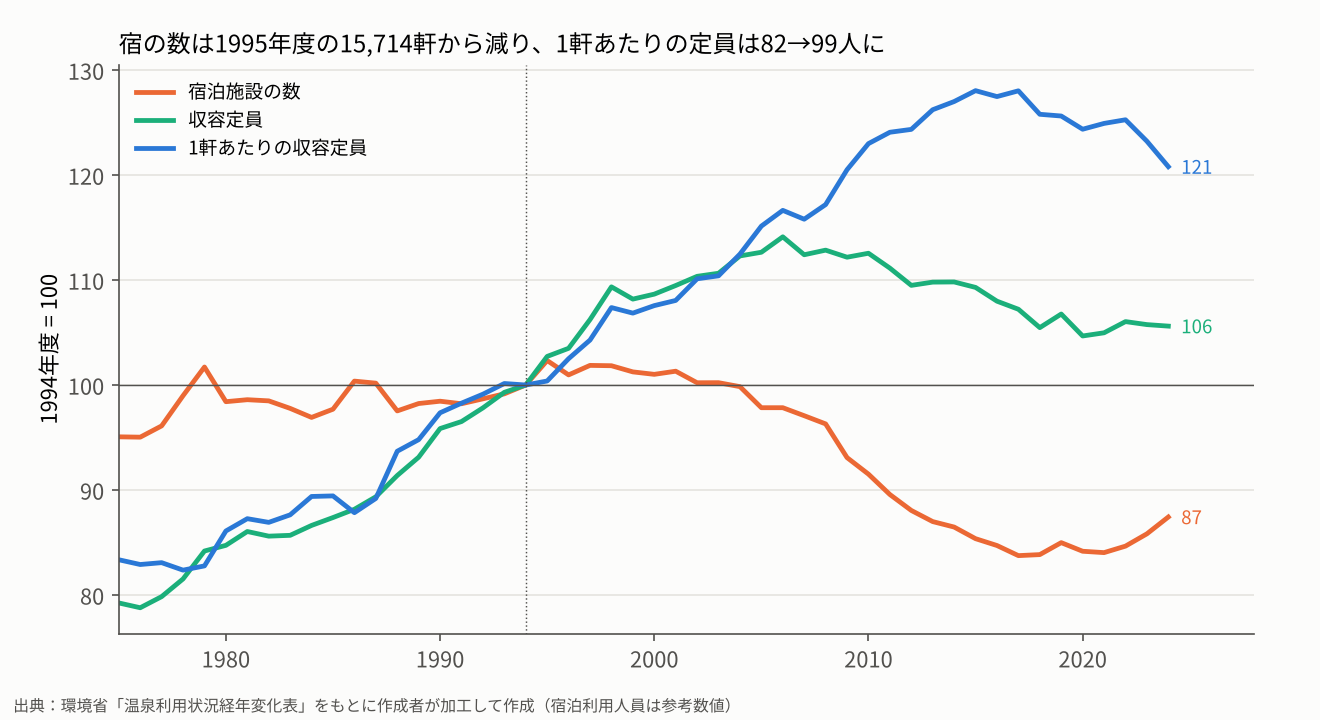 宿の数は1995年度の15,714軒から減り、1軒あたりの定員は82→99人に
1994年度 = 100
130
120
110
100
90
80
宿泊施設の数
収容定員
1軒あたりの収容定員
121
106
87
1980
1990
2000
2010
2020
出典：環境省「温泉利用状況経年変化表」をもとに作成者が加工して作成（宿泊利用人員は参考数値）